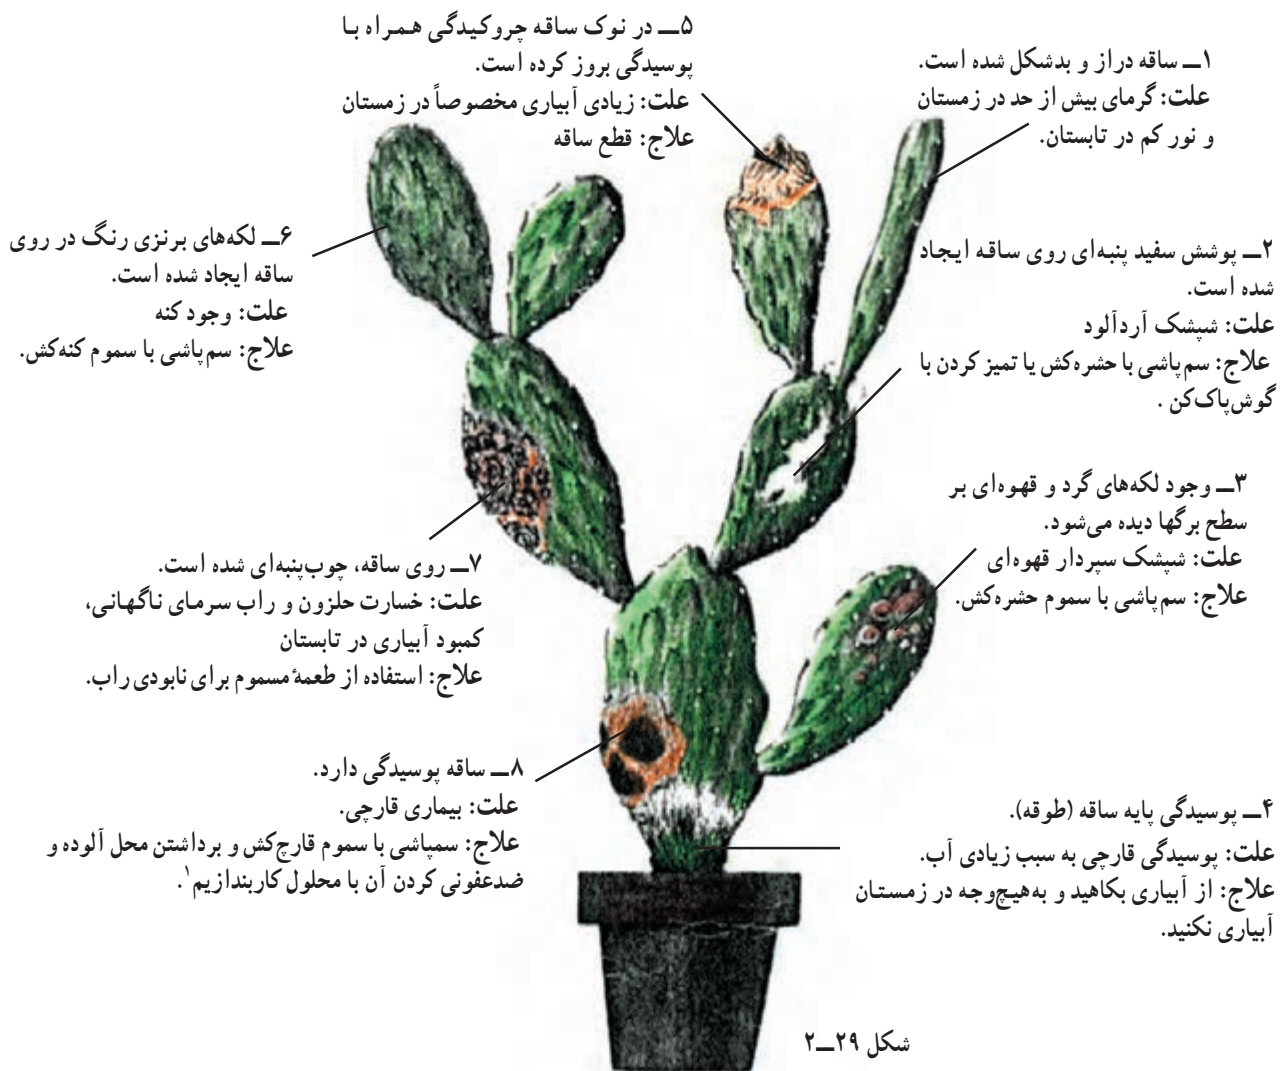 ۱ــ ساقه دراز و بدشکل شده است.
علت: گرمای بیش از حد در زمستان
و نور کم در تابستان.
۲ــ پوشش سفید پنبه‌ای روی ساقه ایجاد
شده است.
علت: شپشک آردآلود
علاج: سم‌پاشی با حشره‌کش یا تمیز کردن با
گوش‌پاک‌کن .
۳ــ وجود لکه‌های گرد و قهوه‌ای بر
سطح برگها دیده می‌شود.
علت: شپشک سپردار قهوه‌ای
علاج: سم‌پاشی با سموم حشره‌کش.
۴ــ پوسیدگی پایه ساقه (طوقه).
علت: پوسیدگی قارچی به سبب زیادی آب.
علاج: از آبیاری بکاهید و به‌هیچ‌وجه در زمستان
آبیاری نکنید.
۵ــ در نوک ساقه چروکیدگی همراه با
پوسیدگی بروز کرده است.
علت: زیادی آبیاری مخصوصاً در زمستان
علاج: قطع ساقه
۶ــ لکه‌های برنزی رنگ در روی
ساقه ایجاد شده است.
علت: وجود کنه
علاج: سم‌پاشی با سموم کنه‌کش.
۷ــ روی ساقه، چوب‌پنبه‌ای شده است.
علت: خسارت حلزون و راب سرمای ناگهانی،
کمبود آبیاری در تابستان
علاج: استفاده از طعمهٔ مسموم برای نابودی راب.
۸ــ ساقه پوسیدگی دارد.
علت: بیماری قارچی.
علاج: سمپاشی با سموم قارچ‌کش و برداشتن محل آلوده و
ضدعفونی کردن آن با محلول کاربندازیم۱.
شکل ۲۹ــ۲